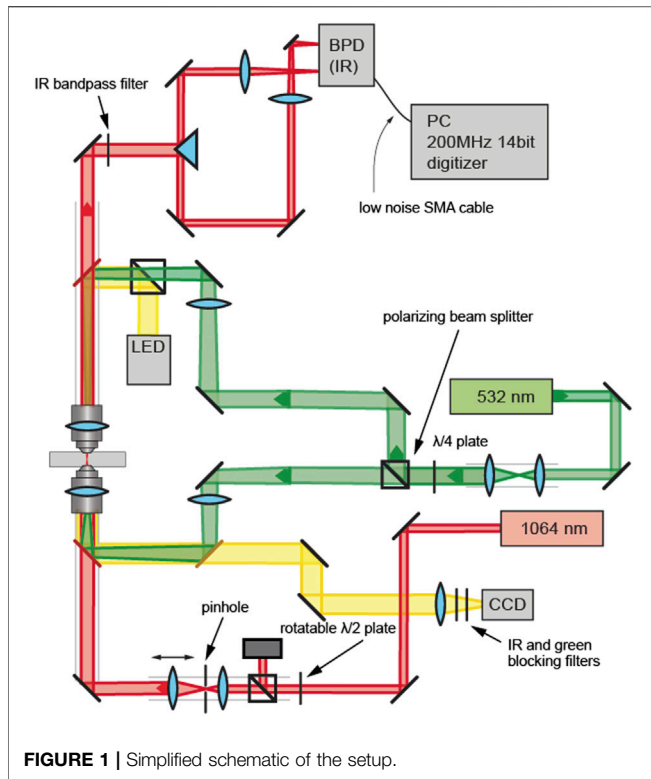 BPD
(IR)
IR bandpass filter
PC
200MHz 14bit
digitizer
low noise SMA cable
LED
polarizing beam splitter
532 nm
λ/4 plate
1064 nm
pinhole
rotatable λ/2 plate
CCD
IR and green
blocking filters
FIGURE 1 | Simplified schematic of the setup.